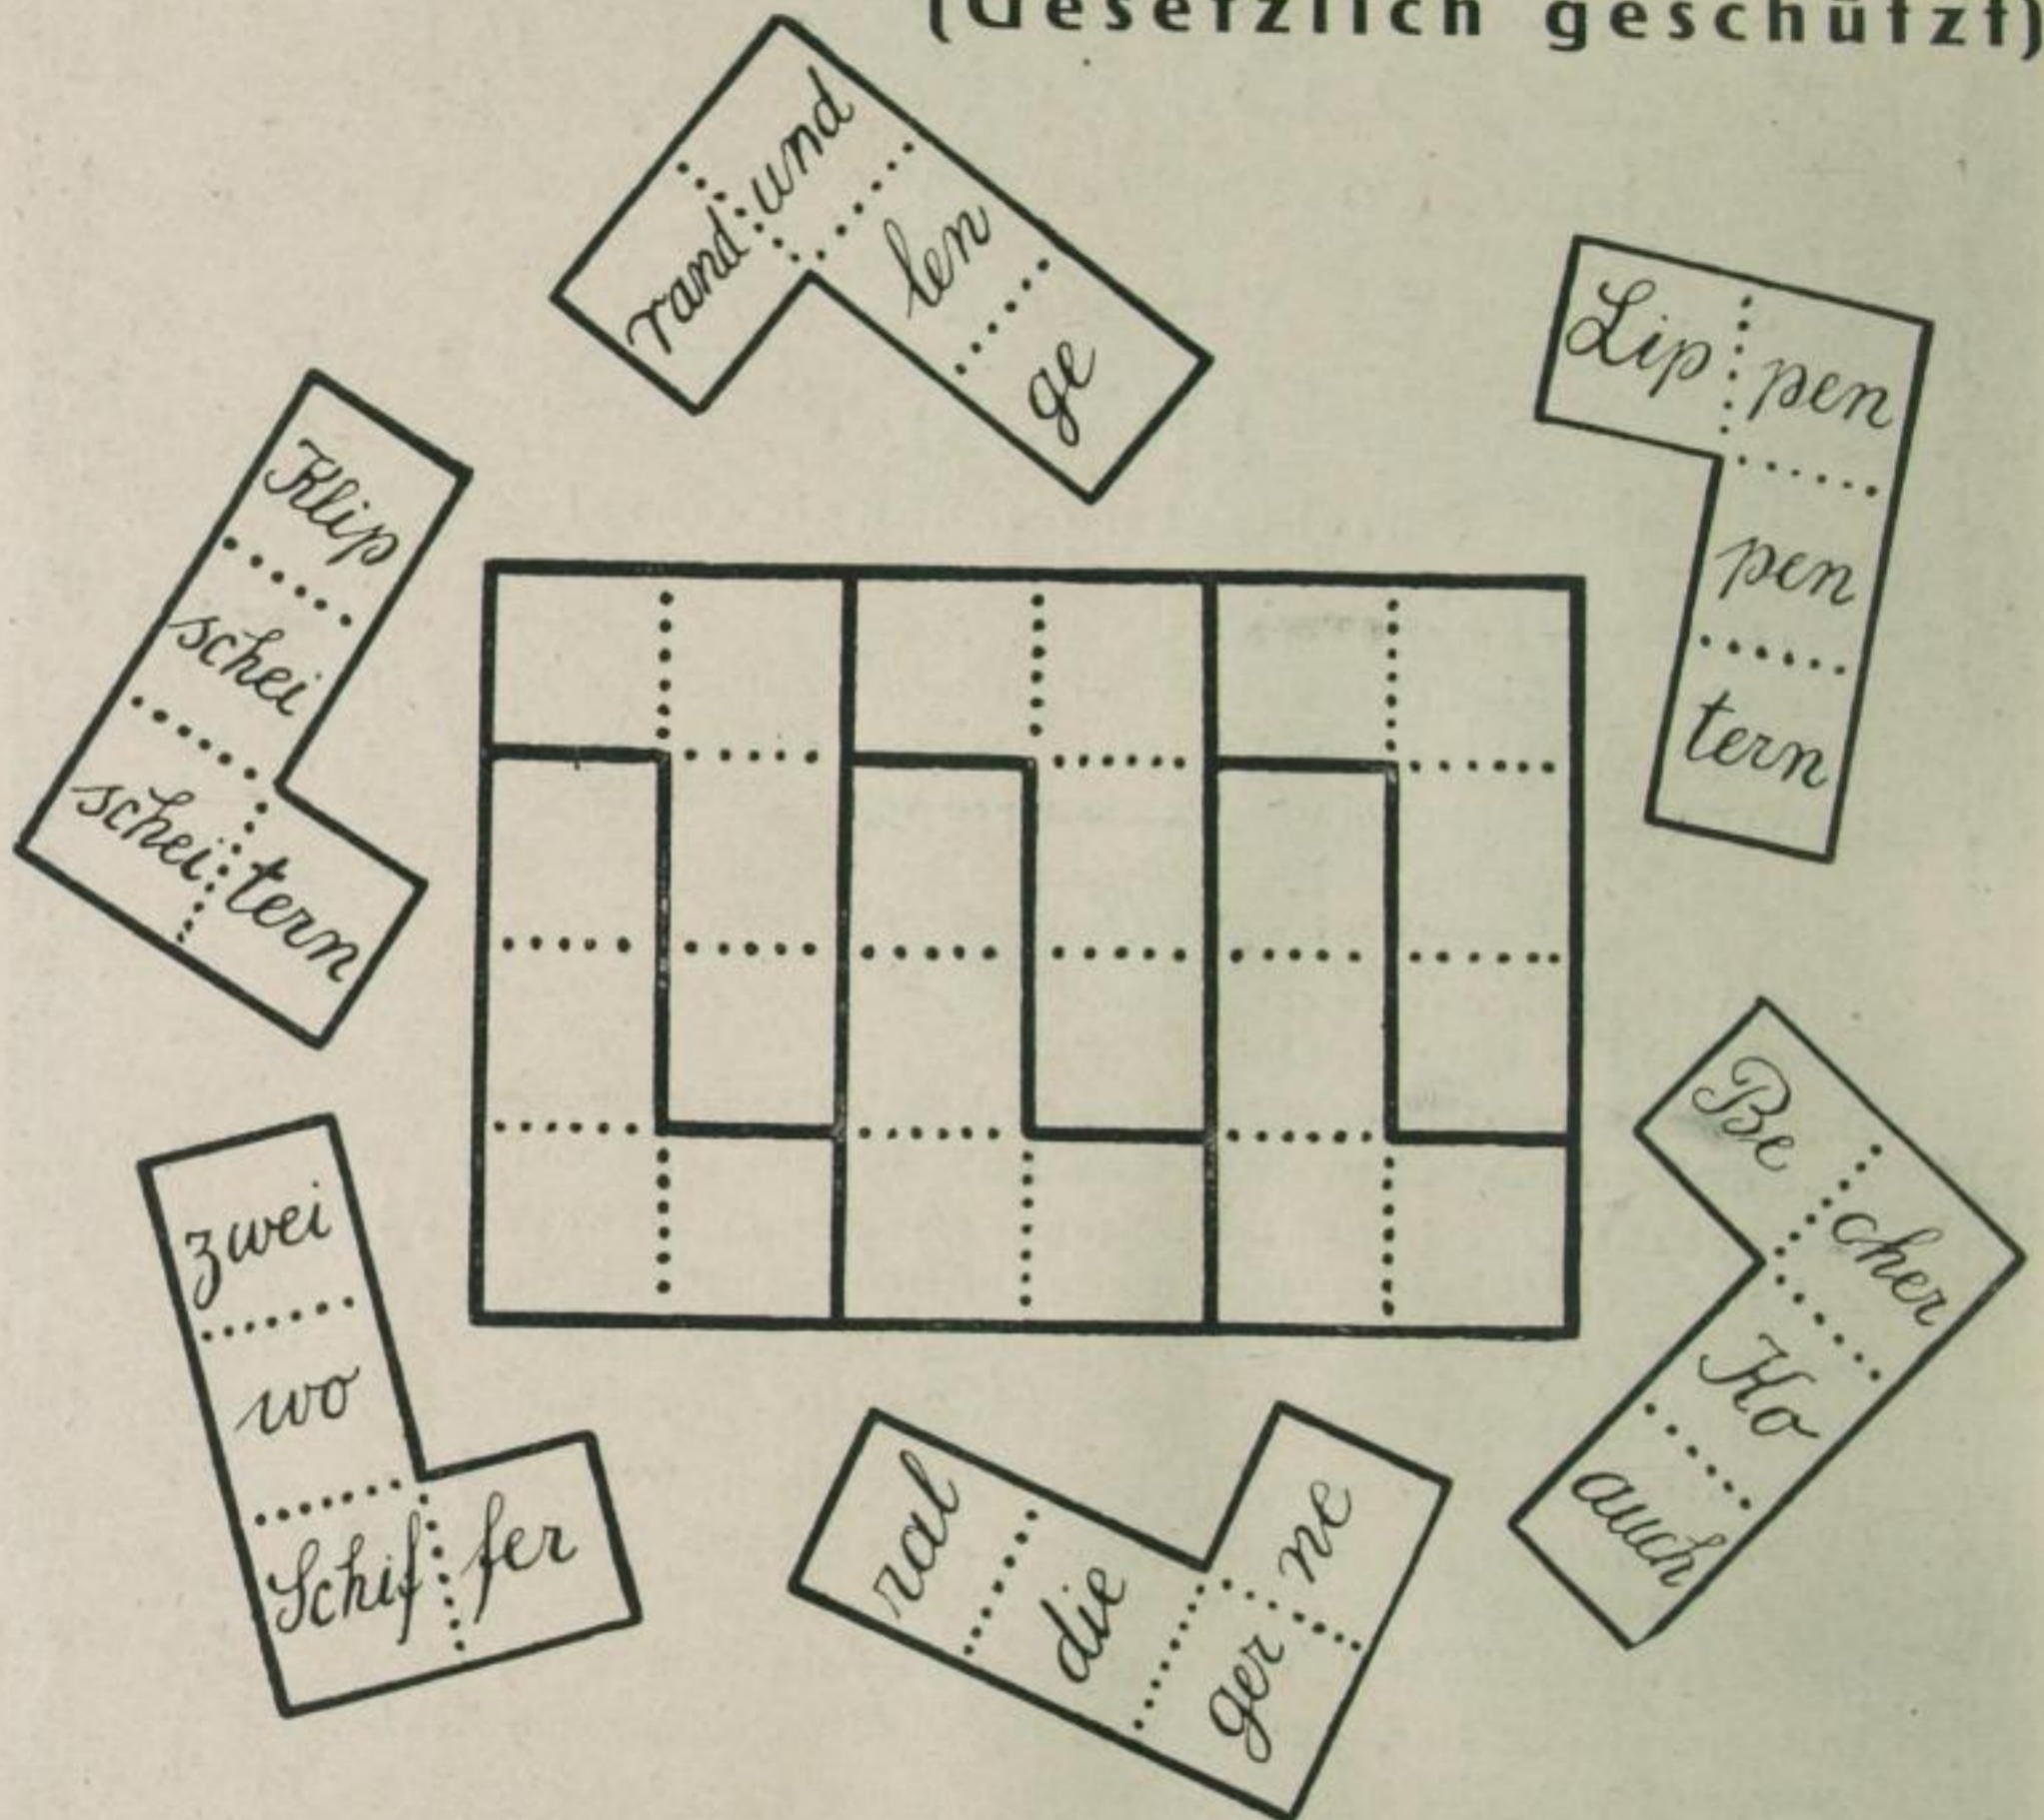 (Gesetzlich geschützt)
rand und
len
ge
Lip pen
pen
tern
Klip
schei
schei tern
Be cher
Ko
auch
zwei
wo
Schif fer
ral
die
ger ne